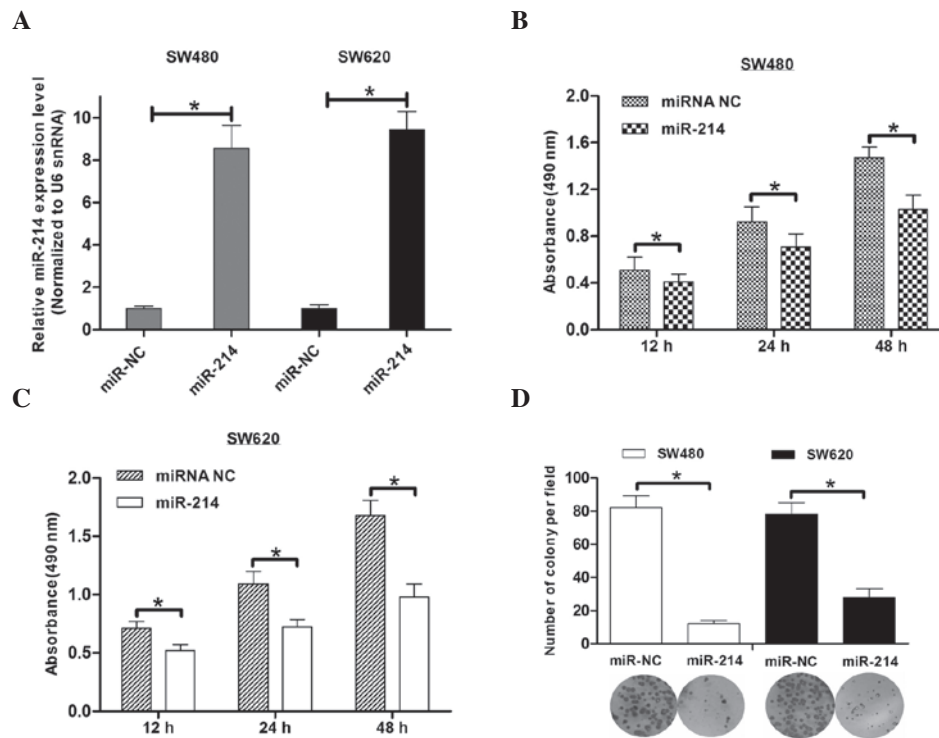 A
SW480 SW620
Relative miR-214 expression level
(Normalized to U6 snRNA)
10
8
6
4
2
0
* *
miR-NC miR-214 miR-NC miR-214
B
SW480
miRNA NC
miR-214
Absorbance(490 nm)
2.0
1.6
1.2
0.8
0.4
0.0
* * *
12 h 24 h 48 h
C
SW620
miRNA NC
miR-214
Absorbance(490 nm)
2.0
1.5
1.0
0.5
0.0
* * *
12 h 24 h 48 h
D
SW480 SW620
Number of colony per field
100
80
60
40
20
0
* *
miR-NC miR-214 miR-NC miR-214